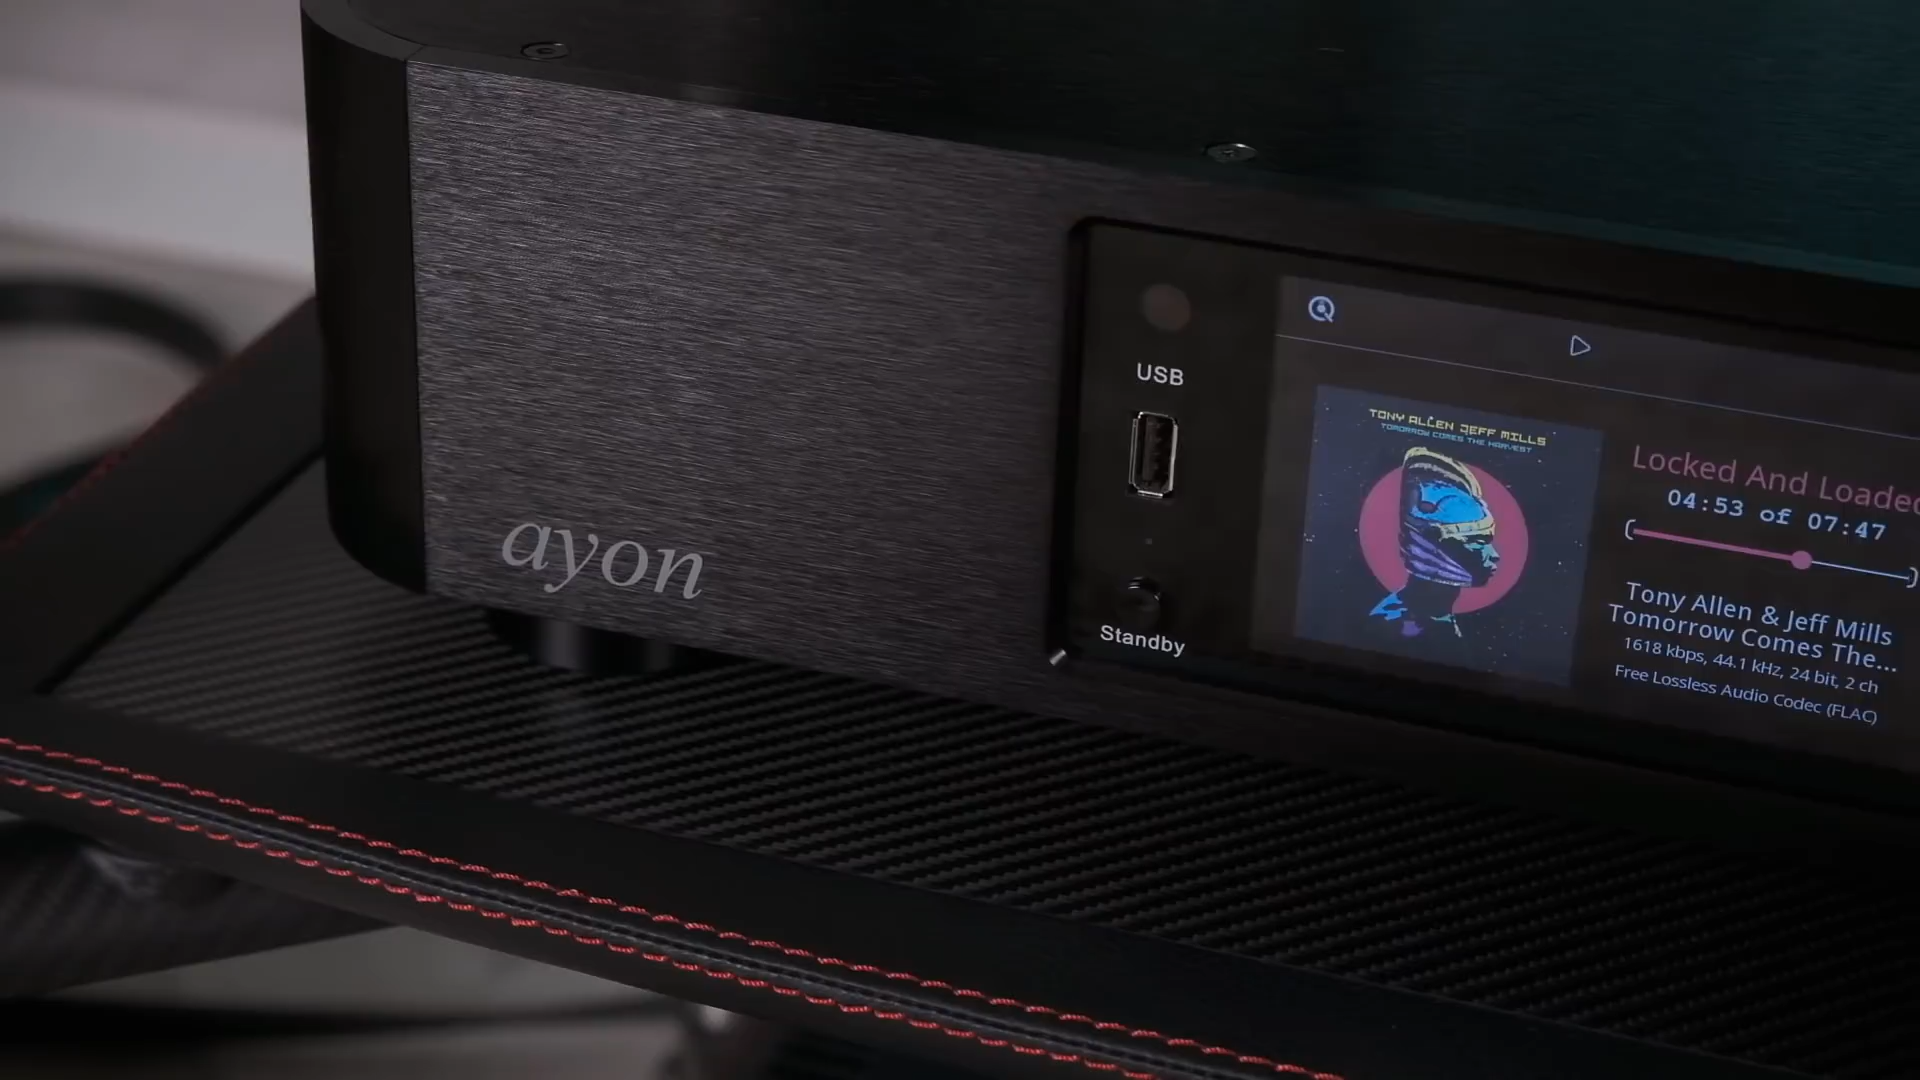 USB
TONY ALLEN JEFF MILLS
TOMORROW COMES THE HARVEST
Locked And Loaded
04:53 of 07:47
Tony Allen & Jeff Mills
Tomorrow Comes The...
1618 kbps, 44.1 kHz, 24 bit, 2 ch
Free Lossless Audio Codec (FLAC)
ayon
Standby